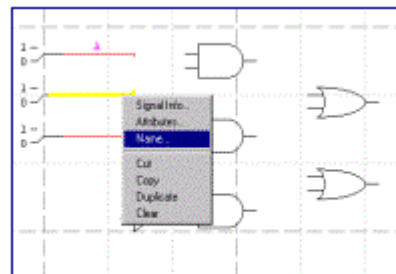 A
1
0
1
0
1
0
Signal Info...
Attributes...
Name...
Cut
Copy
Duplicate
Clear